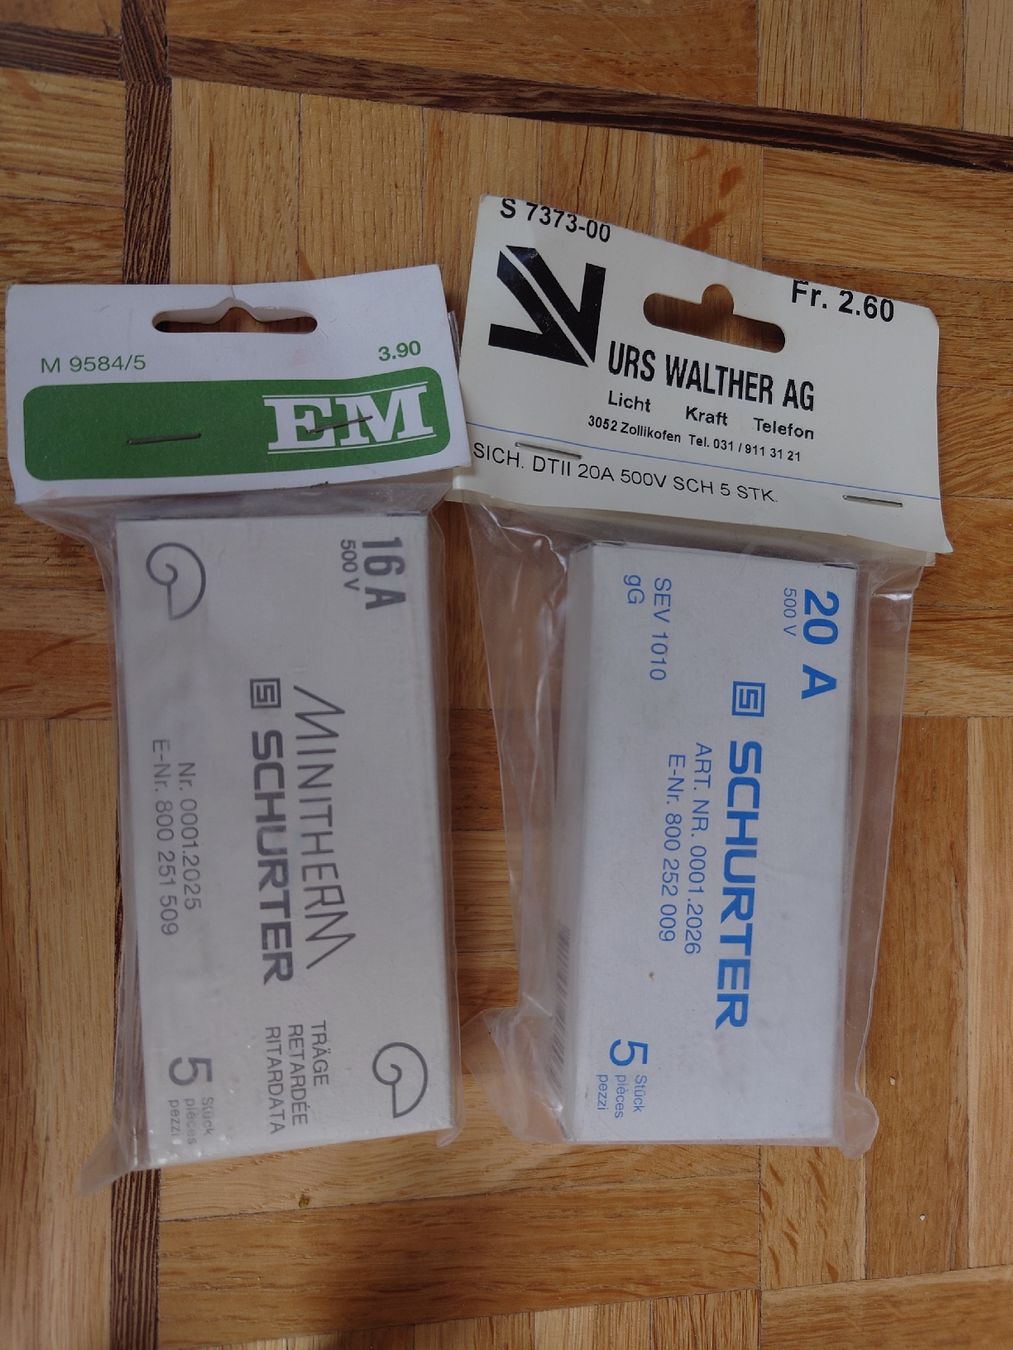 M 9584/5
3.90
EM
16 A
500 V
MINITHERM
SCHURTER
Nr. 0001.2025
E-Nr. 800 251 509
TRÄGE
RETARDÉE
RITARDATA
5
Stück
pièces
pezzi
S 7373-00
Fr. 2.60
URS WALTHER AG
Licht Kraft Telefon
3052 Zollikofen Tel. 031 / 911 31 21
SICH. DTII 20A 500V SCH 5 STK.
20 A
500 V
SEV 1010
gG
SCHURTER
ART. NR. 0001.2026
E-Nr. 800 252 009
5
Stück
pièces
pezzi